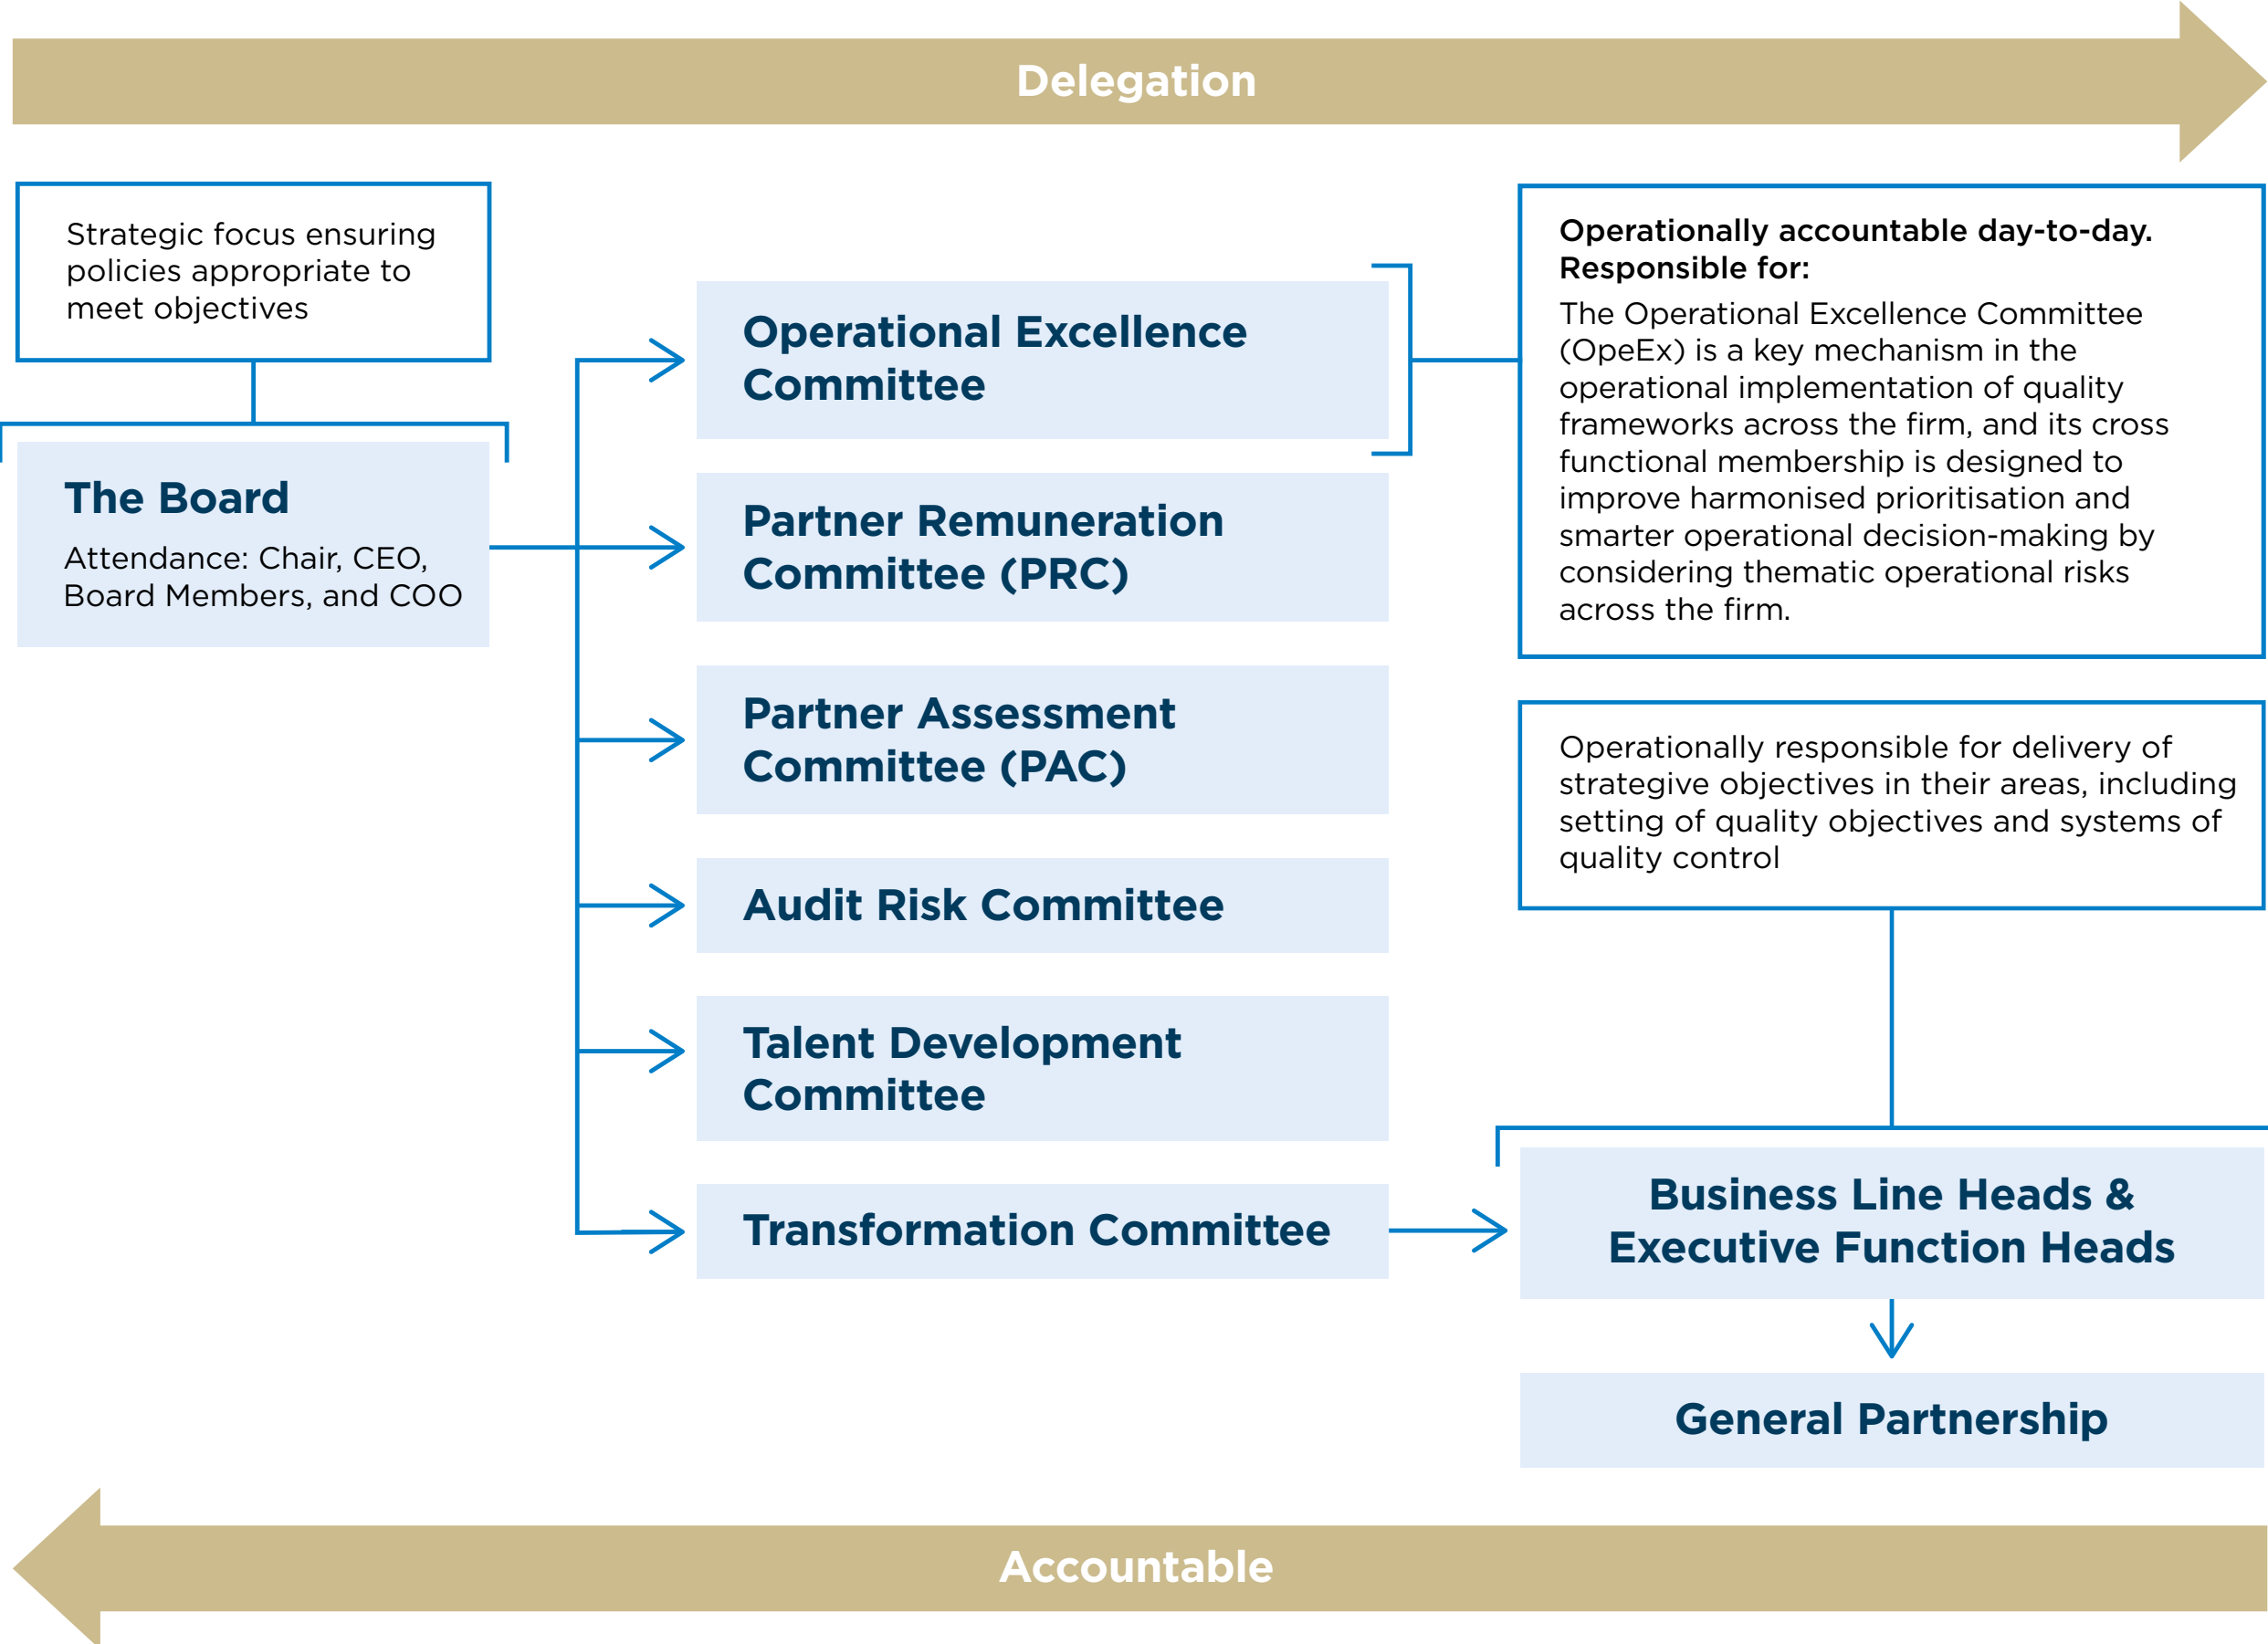 Delegation
Strategic focus ensuring
policies appropriate to
meet objectives
The Board
Attendance: Chair, CEO,
Board Members, and COO
Operational Excellence
Committee
Partner Remuneration
Committee (PRC)
Partner Assessment
Committee (PAC)
Audit Risk Committee
Talent Development
Committee
Transformation Committee
Operationally accountable day-to-day.
Responsible for:
The Operational Excellence Committee
(OpeEx) is a key mechanism in the
operational implementation of quality
frameworks across the firm, and its cross
functional membership is designed to
improve harmonised prioritisation and
smarter operational decision-making by
considering thematic operational risks
across the firm.
Operationally responsible for delivery of
strategive objectives in their areas, including
setting of quality objectives and systems of
quality control
Business Line Heads &
Executive Function Heads
General Partnership
Accountable